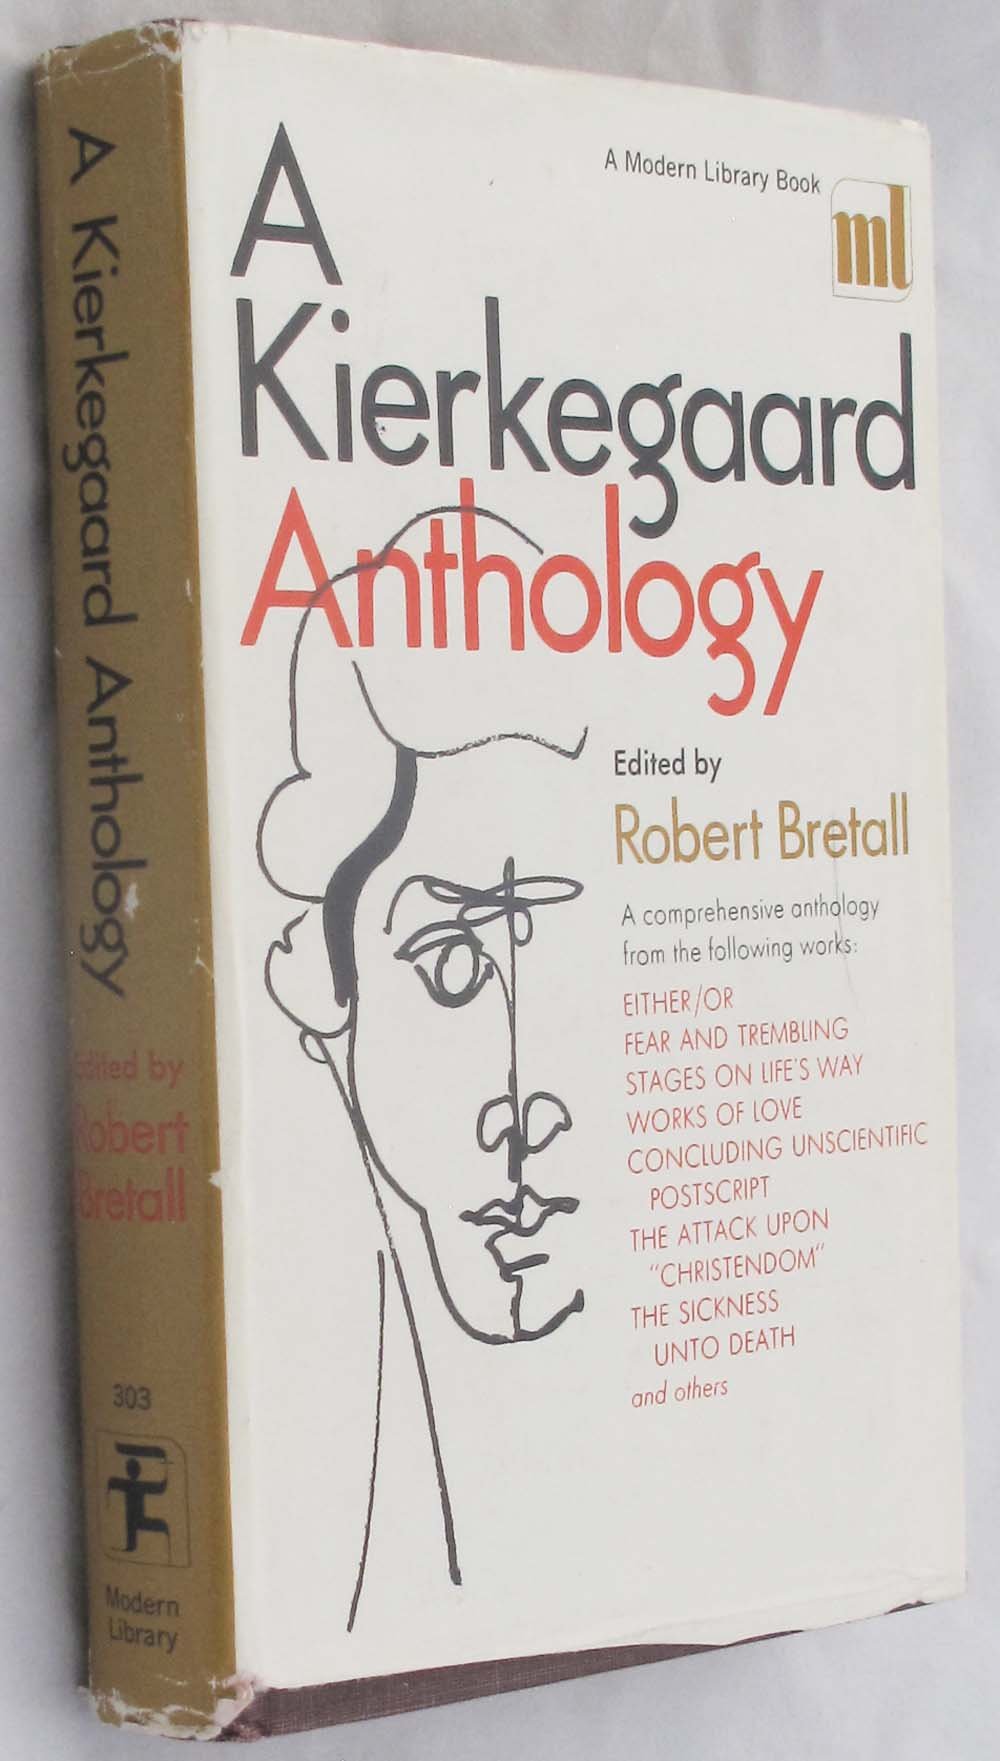 A Kierkegaard Anthology
Edited by
Robert
Bretall
303
Modern
Library
A Modern Library Book
ml
A
Kierkegaard
Anthology
Edited by
Robert Bretall
A comprehensive anthology
from the following works:
EITHER/OR
FEAR AND TREMBLING
STAGES ON LIFE'S WAY
WORKS OF LOVE
CONCLUDING UNSCIENTIFIC
POSTSCRIPT
THE ATTACK UPON
"CHRISTENDOM"
THE SICKNESS
UNTO DEATH
and others